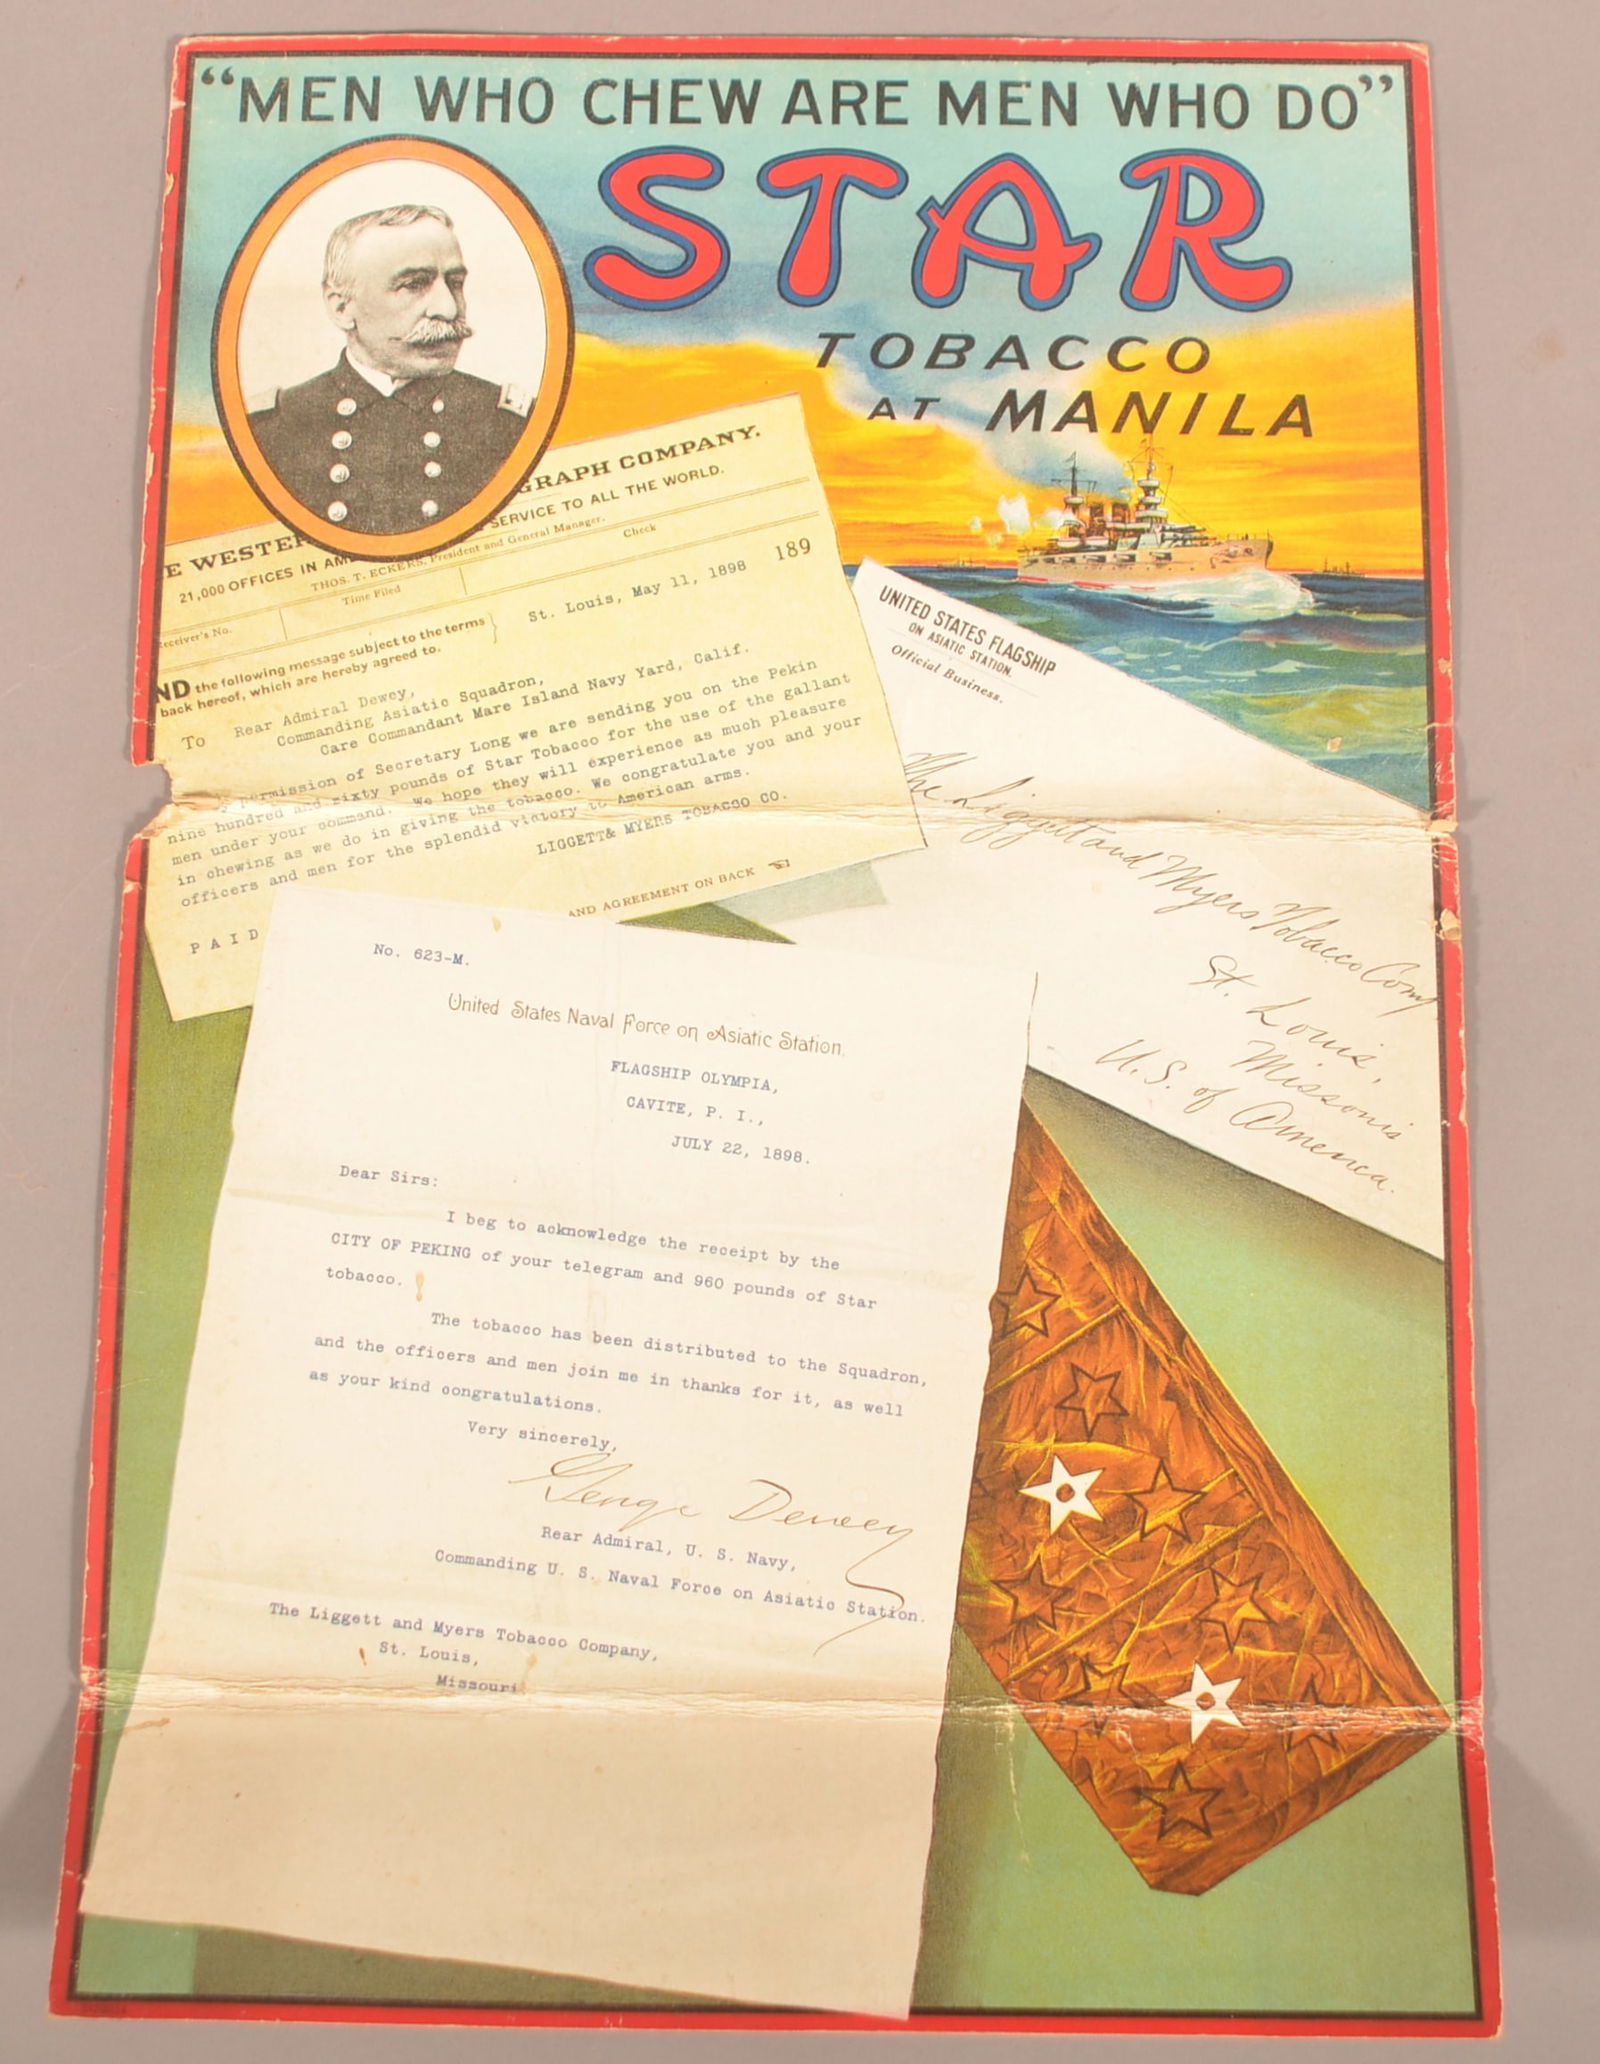 “MEN WHO CHEW ARE MEN WHO DO”
STAR
TOBACCO
AT MANILA
E WESTER GRAPH COMPANY.
21,000 OFFICES IN AM SERVICE TO ALL THE WORLD.
THOS. T. ECKERT, President and General Manager.
Receiver's No. Time Filed Check
ND the following message subject to the terms
back hereof, which are hereby agreed to.
St. Louis, May 11, 1898 189
To Rear Admiral Dewey,
Commanding Asiatic Squadron,
Care Commandant Mare Island Navy Yard, Calif.
permission of Secretary Long we are sending you on the Pekin
nine hundred and sixty pounds of Star Tobacco for the use of the gallant
men under your command. We hope they will experience as much pleasure
in chewing as we do in giving the tobacco. We congratulate you and your
officers and men for the splendid victory to American arms.
LIGGETT& MYERS TOBACCO CO.
PAID
AND AGREEMENT ON BACK
UNITED STATES FLAGSHIP
ON ASIATIC STATION.
Official Business.
The Liggett and Myers Tobacco Comp
St. Louis,
Missouri
U. S. of America.
No. 623-M.
United States Naval Force on Asiatic Station,
FLAGSHIP OLYMPIA,
CAVITE, P. I.,
JULY 22, 1898.
Dear Sirs:
I beg to acknowledge the receipt by the
CITY OF PEKING of your telegram and 960 pounds of Star
tobacco.
The tobacco has been distributed to the Squadron,
and the officers and men join me in thanks for it, as well
as your kind congratulations.
Very sincerely,
George Dewey
Rear Admiral, U. S. Navy,
Commanding U. S. Naval Force on Asiatic Station.
The Liggett and Myers Tobacco Company,
St. Louis,
Missouri